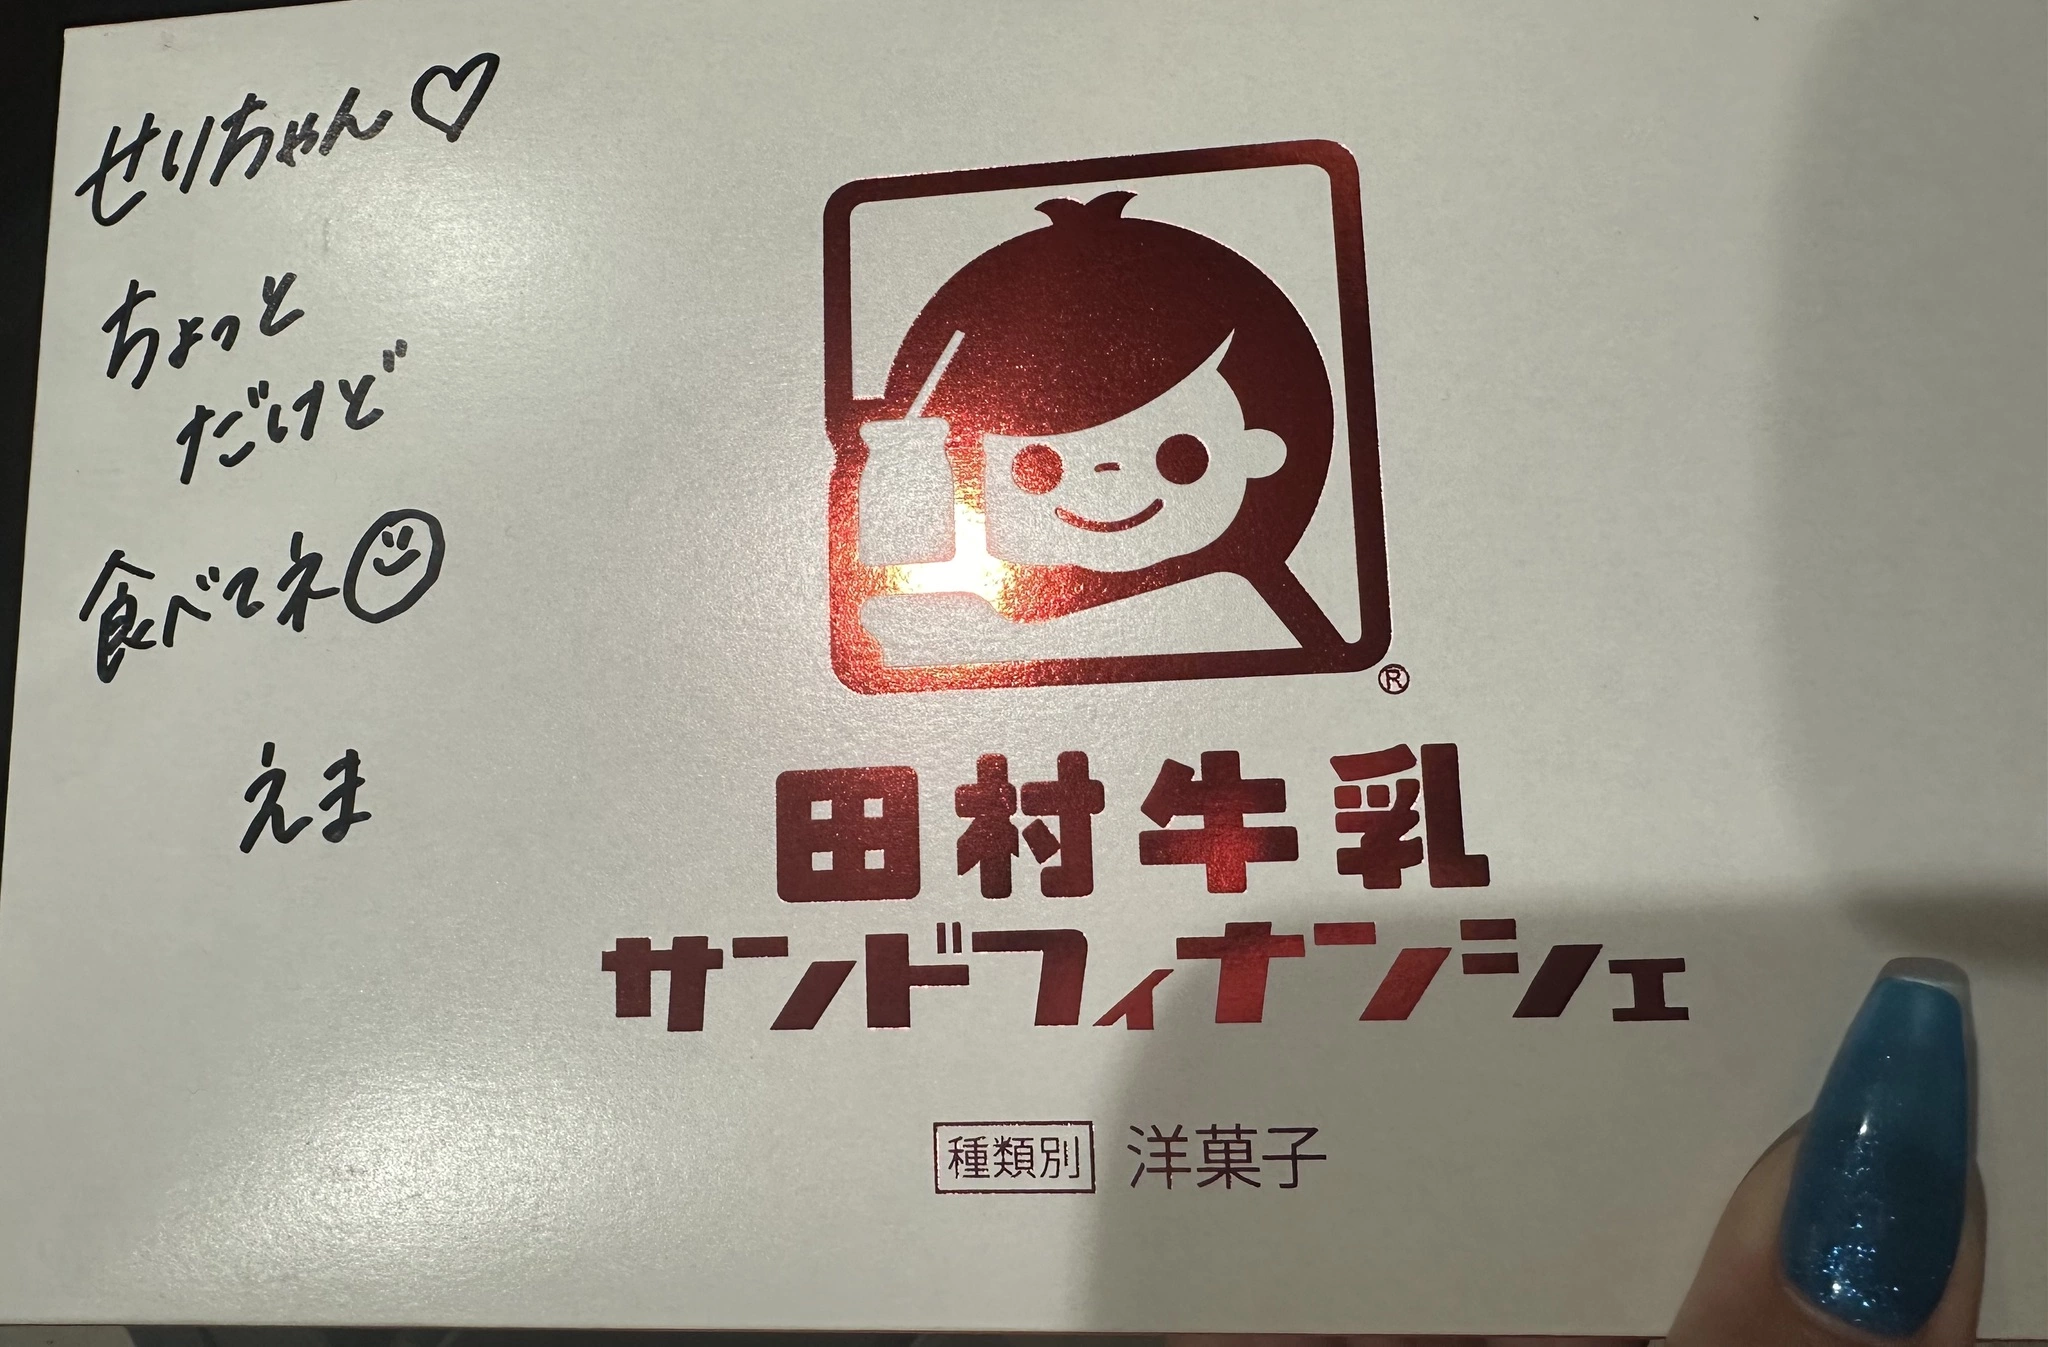 せりちゃん♡
ちょっと
だけど
食べてネ
えま
®
田村牛乳
サンドフィナンシェ
種類別 洋菓子